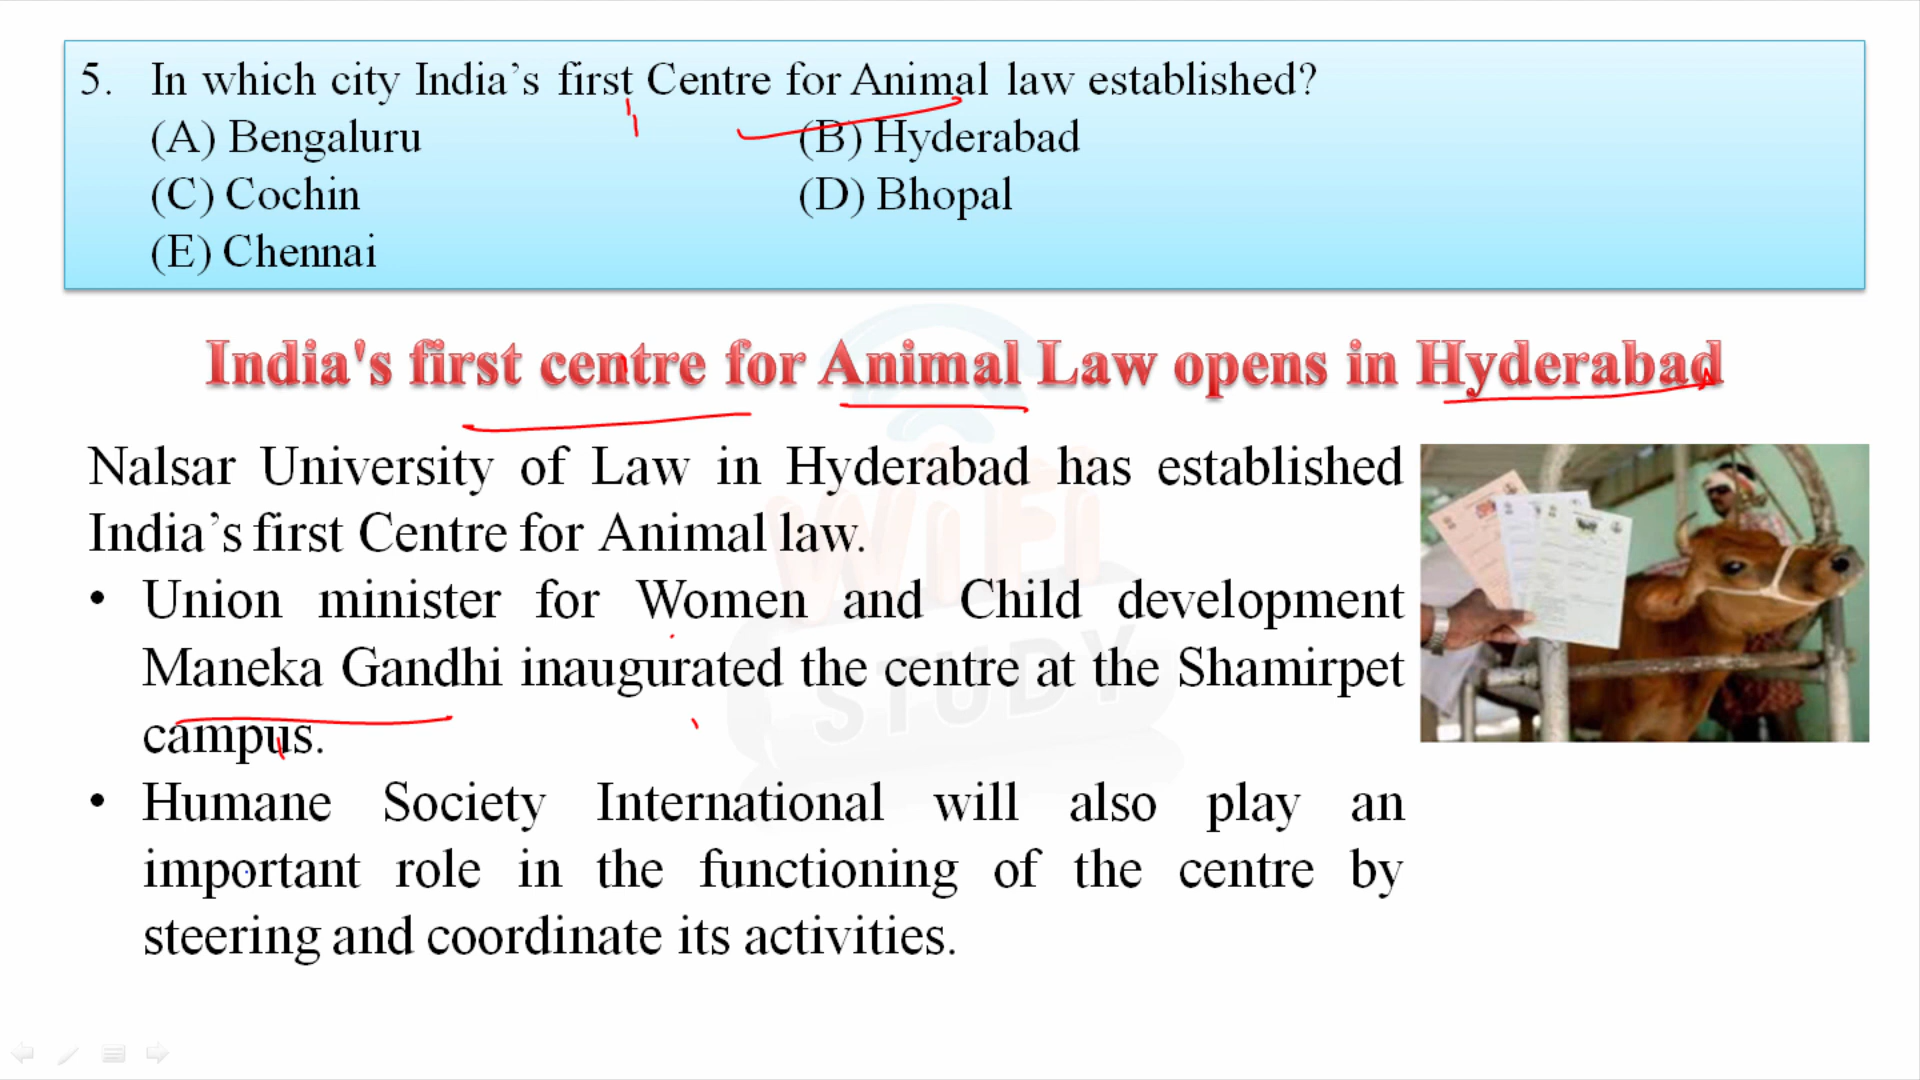 5. In which city India's first Centre for Animal law established?
(A) Bengaluru (B) Hyderabad
(C) Cochin (D) Bhopal
(E) Chennai
India's first centre for Animal Law opens in Hyderabad
Nalsar University of Law in Hyderabad has established
India's first Centre for Animal law.
• Union minister for Women and Child development
Maneka Gandhi inaugurated the centre at the Shamirpet
campus.
• Humane Society International will also play an
important role in the functioning of the centre by
steering and coordinate its activities.
WiFi
STUDY